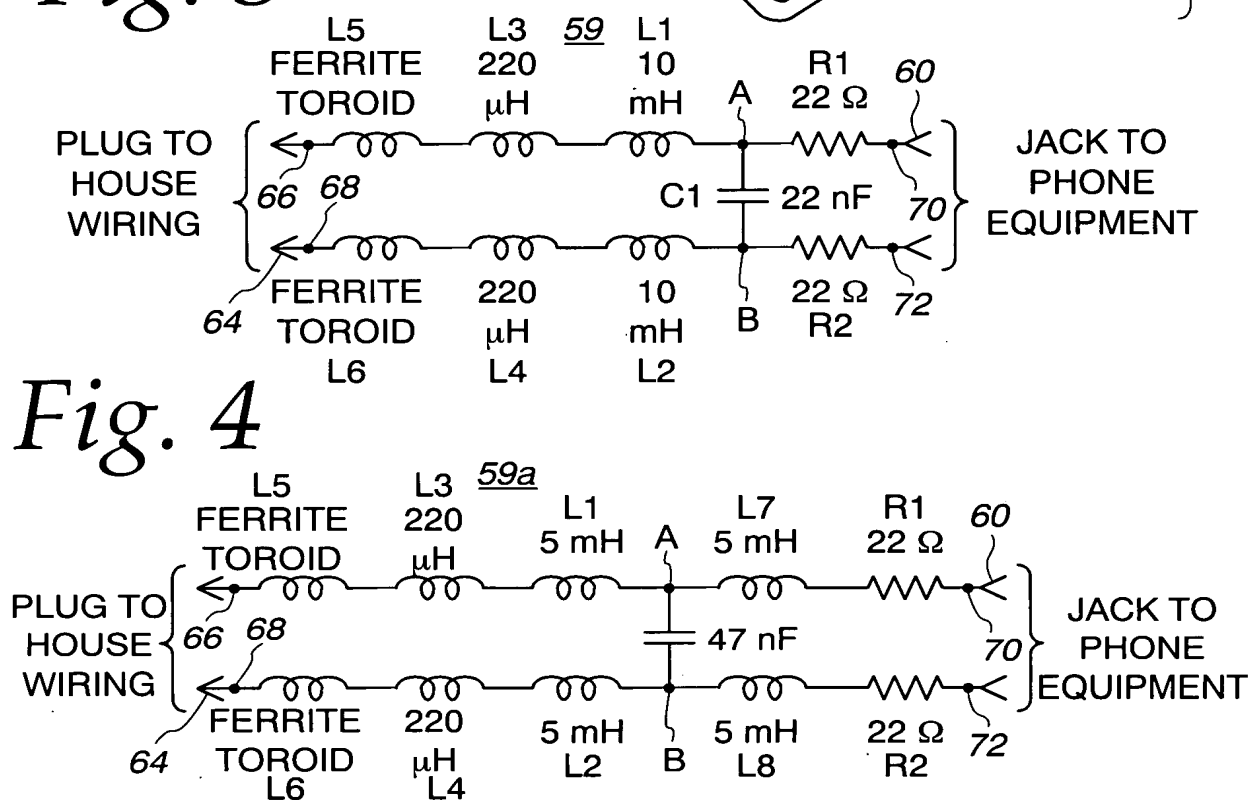 L5
FERRITE
TOROID
L3
220
μH
59
L1
10
mH
A
R1
22 Ω
60
PLUG TO
HOUSE
WIRING
66
68
C1
22 nF
70
JACK TO
PHONE
EQUIPMENT
64
FERRITE
TOROID
L6
220
μH
L4
10
mH
L2
B
22 Ω
R2
72
Fig. 4
59a
L5
FERRITE
TOROID
L3
220
μH
L1
5 mH
A
L7
5 mH
R1
22 Ω
60
PLUG TO
HOUSE
WIRING
66
68
47 nF
70
JACK TO
PHONE
EQUIPMENT
64
FERRITE
TOROID
L6
220
μH
L4
5 mH
L2
B
5 mH
L8
22 Ω
R2
72